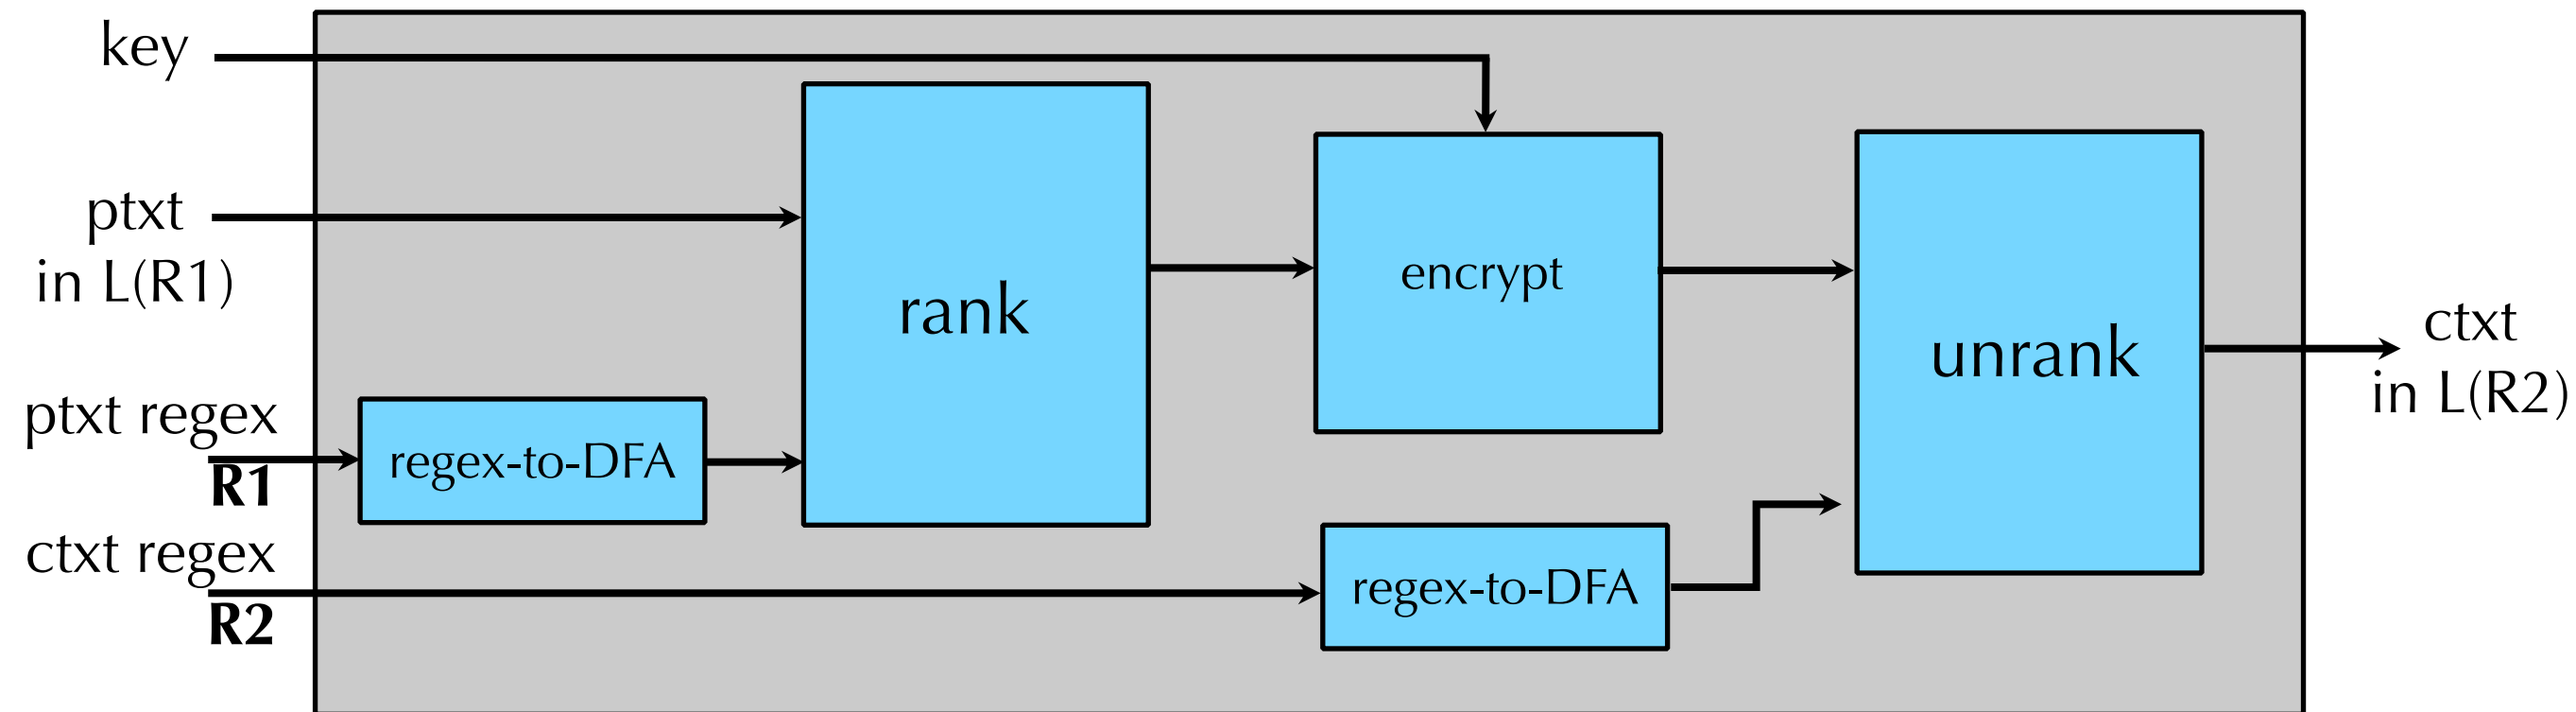 key
ptxt
in L(R1)
ptxt regex
R1
ctxt regex
R2
regex-to-DFA
rank
encrypt
regex-to-DFA
unrank
ctxt
in L(R2)